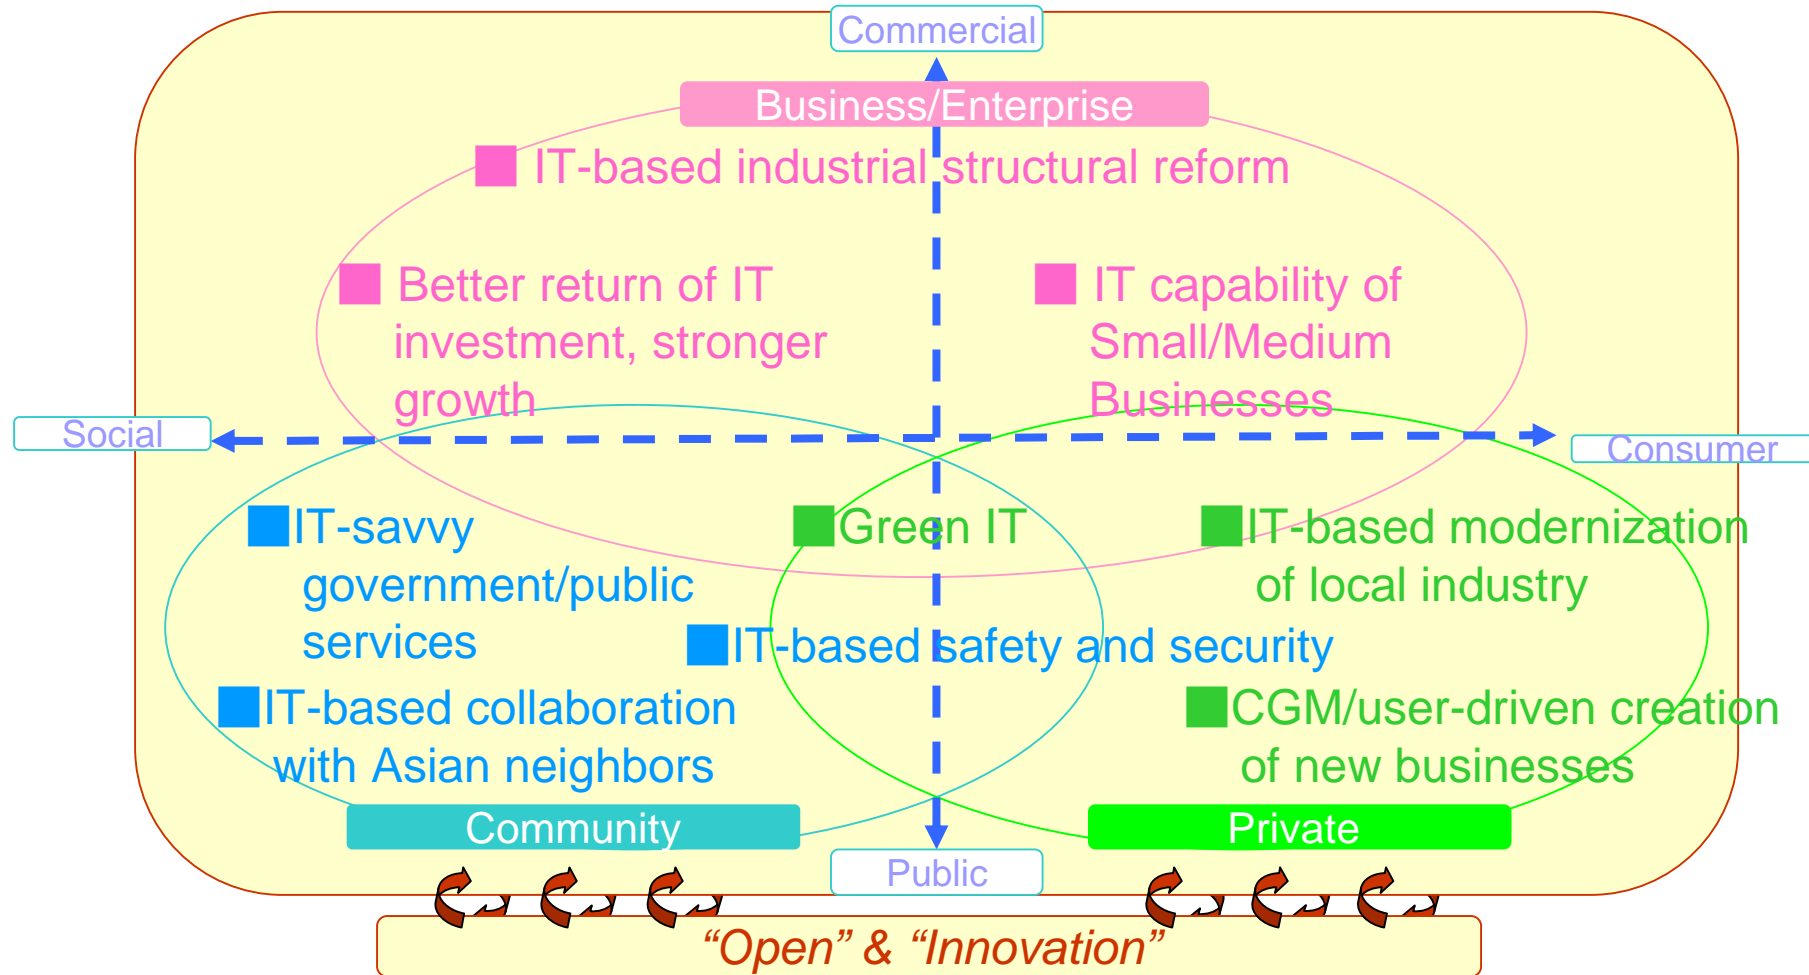 Commercial
Business/Enterprise
IT-based industrial structural reform
Better return of IT
investment, stronger
growth
IT capability of
Small/Medium
Businesses
Social
Consumer
IT-savvy
government/public
services
Green IT
IT-based modernization
of local industry
IT-based safety and security
IT-based collaboration
with Asian neighbors
CGM/user-driven creation
of new businesses
Community
Private
Public
“Open” & “Innovation”